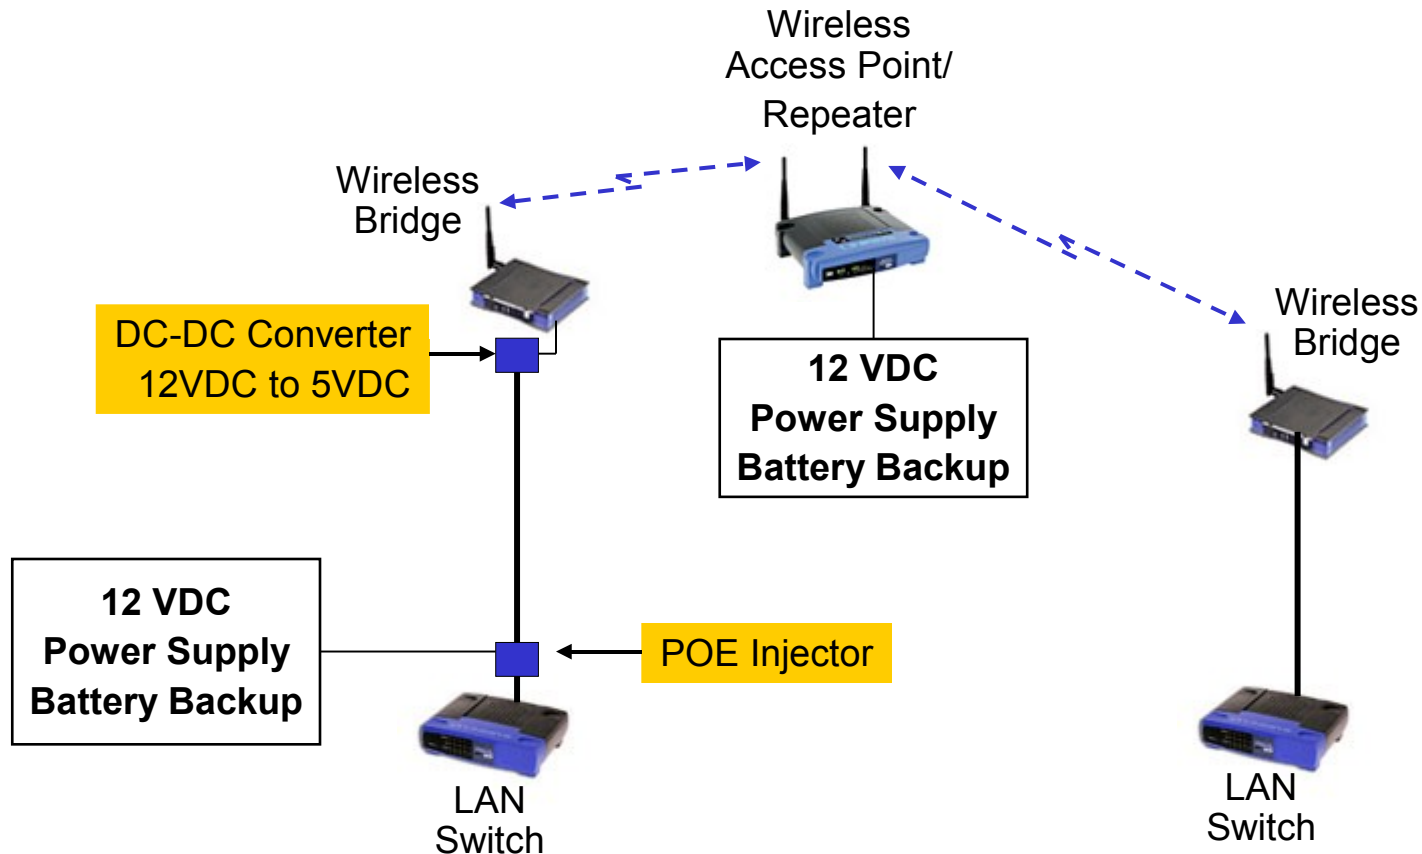 Wireless
Access Point/
Repeater
Wireless
Bridge
DC-DC Converter
12VDC to 5VDC
12 VDC
Power Supply
Battery Backup
Wireless
Bridge
12 VDC
Power Supply
Battery Backup
POE Injector
LAN
Switch
LAN
Switch